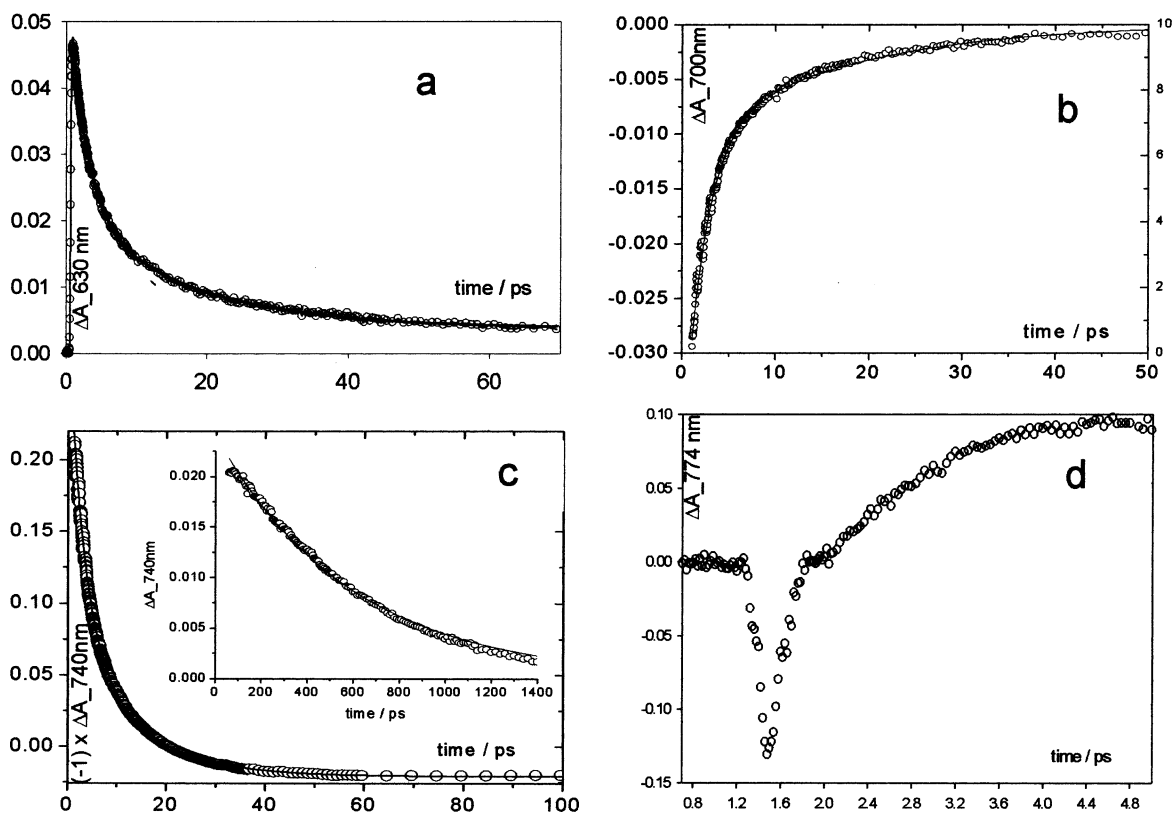 0.05
0.04
0.03
0.02
0.01
0.00
ΔA_630 nm
a
time / ps
0 20 40 60
0.000
-0.005
-0.010
-0.015
-0.020
-0.025
-0.030
ΔA_700nm
b
10
8
6
4
2
0
time / ps
0 10 20 30 40 50
0.20
0.15
0.10
0.05
0.00
(-1) x ΔA_740nm
c
0.020
0.015
0.010
0.005
0.000
ΔA_740nm
0 200 400 600 800 1000 1200 1400
time / ps
time / ps
0 20 40 60 80 100
0.10
0.05
0.00
-0.05
-0.10
-0.15
ΔA_774 nm
d
time / ps
0.8 1.2 1.6 2.0 2.4 2.8 3.2 3.6 4.0 4.4 4.8